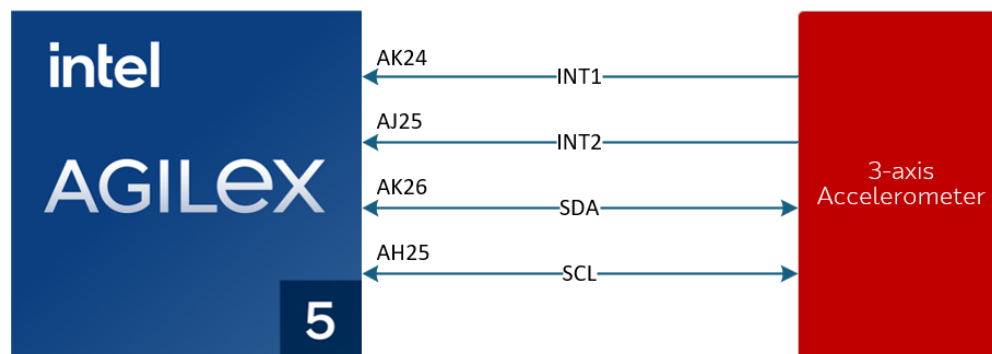 intel
AGILEX
5
AK24
INT1
AJ25
INT2
AK26
SDA
AH25
SCL
3-axis
Accelerometer